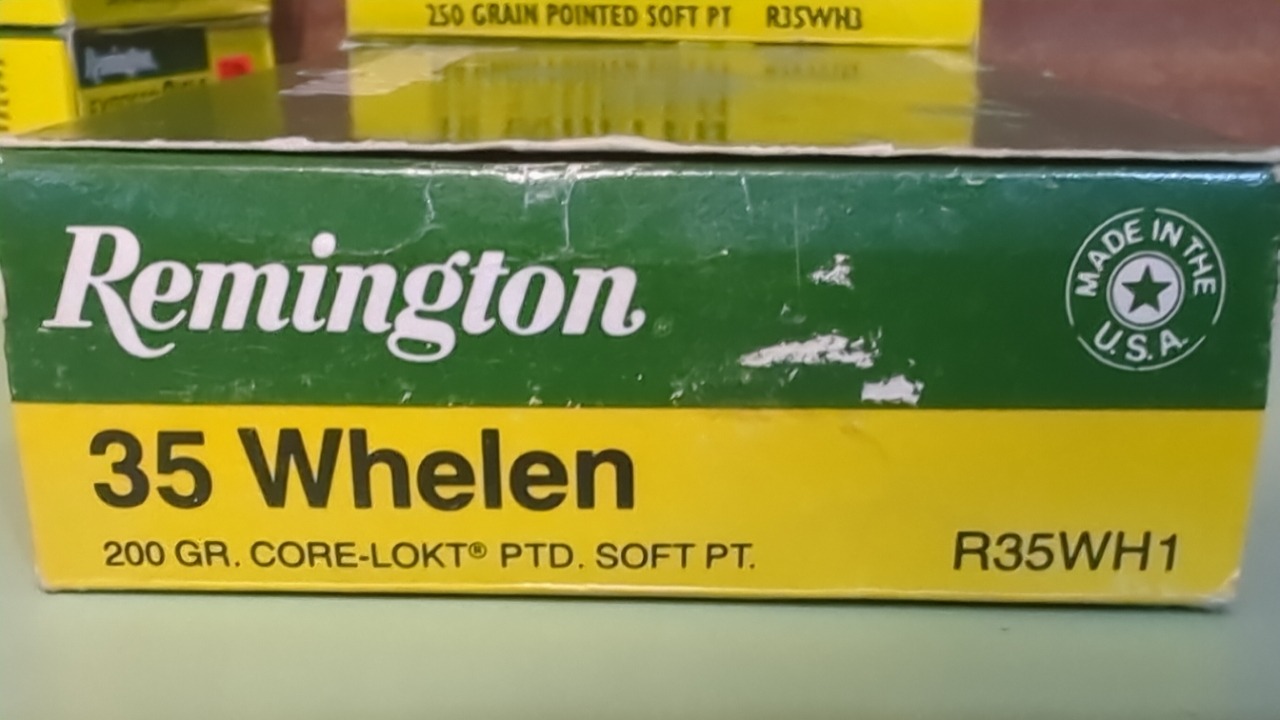 250 GRAIN POINTED SOFT PT R35WH3
Remington
Remington
MADE IN THE
U.S.A.
35 Whelen
200 GR. CORE-LOKT® PTD. SOFT PT.
R35WH1